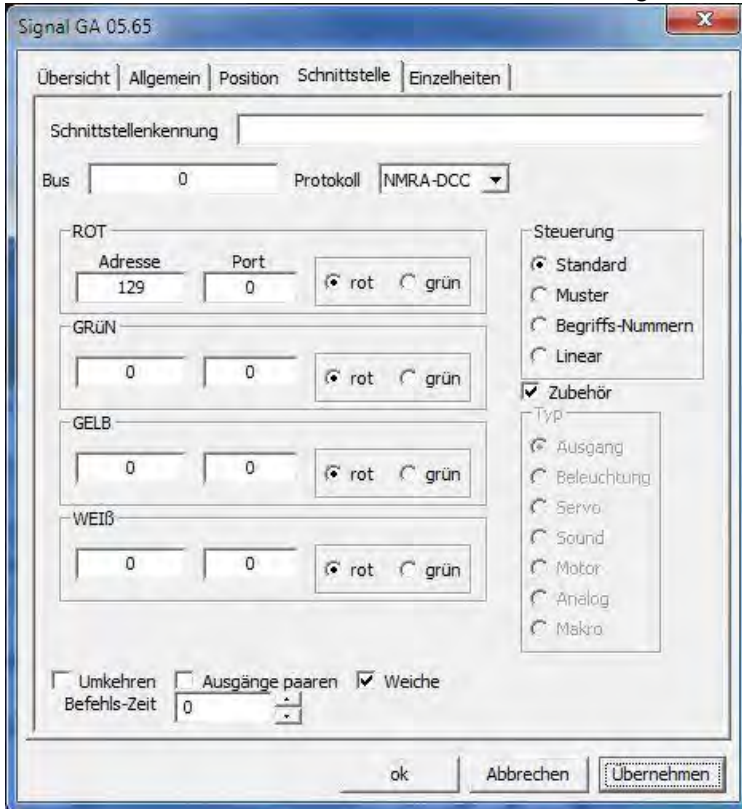 Signal GA 05.65
Übersicht Allgemein Position Schnittstelle Einzelheiten
Schnittstellenkennung
Bus 0 Protokoll NMRA-DCC
ROT
Adresse Port
129 0 rot grün
GRüN
0 0 rot grün
GELB
0 0 rot grün
WEIß
0 0 rot grün
Steuerung
Standard
Muster
Begriffs-Nummern
Linear
Zubehör
Typ
Ausgang
Beleuchtung
Servo
Sound
Motor
Analog
Makro
Umkehren Ausgänge paaren Weiche
Befehls-Zeit 0
ok Abbrechen Übernehmen